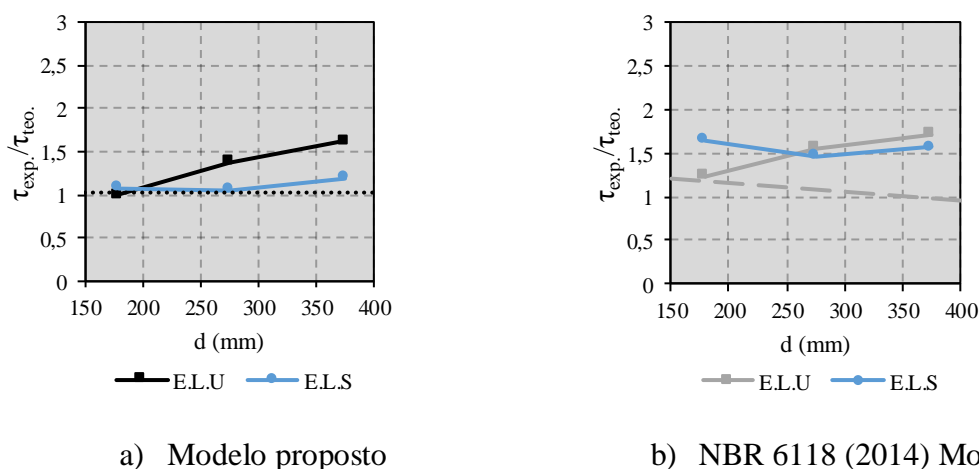 3
2,5
2
1,5
1
0,5
0
τexp./τteo.
150 200 250 300 350 400
d (mm)
E.L.U E.L.S
a) Modelo proposto
3
2,5
2
1,5
1
0,5
0
τexp./τteo.
150 200 250 300 350 400
d (mm)
E.L.U E.L.S
b) NBR 6118 (2014) Mo